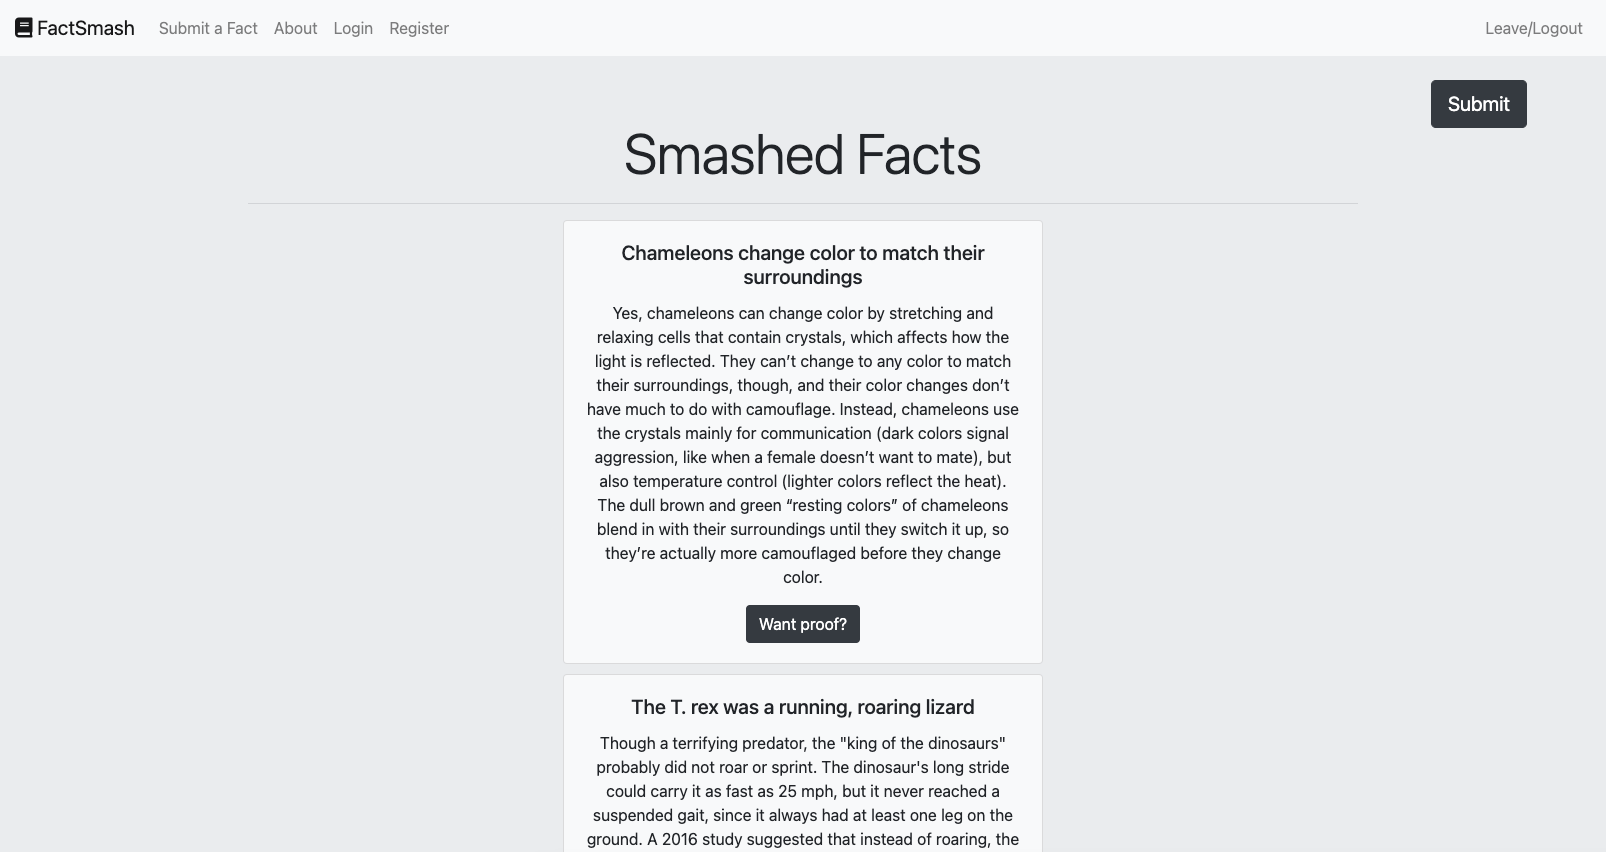 FactSmash Submit a Fact About Login Register Leave/Logout
Submit
Smashed Facts
Chameleons change color to match their
surroundings
Yes, chameleons can change color by stretching and
relaxing cells that contain crystals, which affects how the
light is reflected. They can’t change to any color to match
their surroundings, though, and their color changes don’t
have much to do with camouflage. Instead, chameleons use
the crystals mainly for communication (dark colors signal
aggression, like when a female doesn’t want to mate), but
also temperature control (lighter colors reflect the heat).
The dull brown and green “resting colors” of chameleons
blend in with their surroundings until they switch it up, so
they’re actually more camouflaged before they change
color.
Want proof?
The T. rex was a running, roaring lizard
Though a terrifying predator, the "king of the dinosaurs"
probably did not roar or sprint. The dinosaur's long stride
could carry it as fast as 25 mph, but it never reached a
suspended gait, since it always had at least one leg on the
ground. A 2016 study suggested that instead of roaring, the